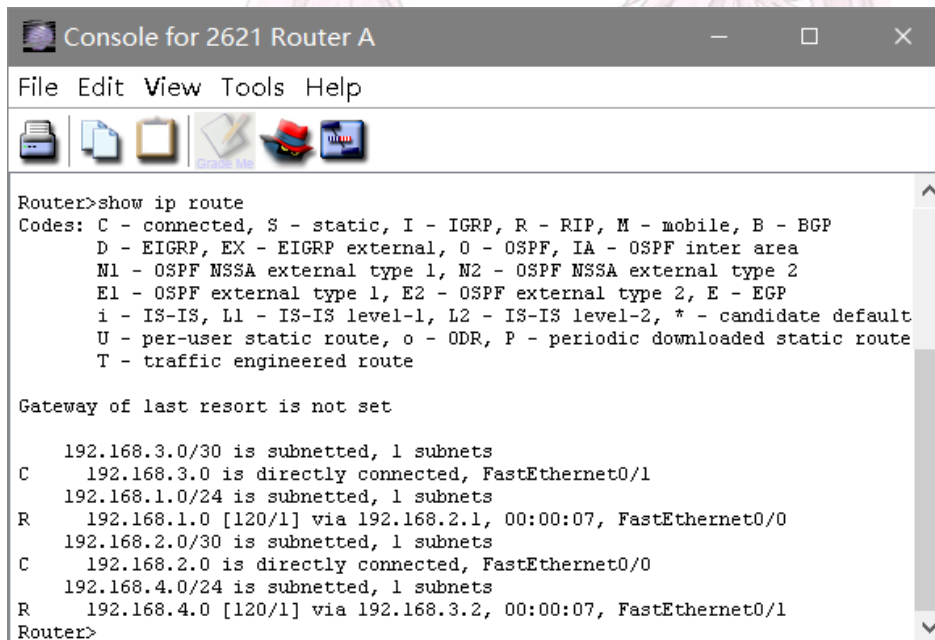 Console for 2621 Router A
File Edit View Tools Help
Grade Me
Router>show ip route
Codes: C - connected, S - static, I - IGRP, R - RIP, M - mobile, B - BGP
D - EIGRP, EX - EIGRP external, O - OSPF, IA - OSPF inter area
N1 - OSPF NSSA external type 1, N2 - OSPF NSSA external type 2
E1 - OSPF external type 1, E2 - OSPF external type 2, E - EGP
i - IS-IS, L1 - IS-IS level-1, L2 - IS-IS level-2, * - candidate default
U - per-user static route, o - ODR, P - periodic downloaded static route
T - traffic engineered route
Gateway of last resort is not set
192.168.3.0/30 is subnetted, 1 subnets
C 192.168.3.0 is directly connected, FastEthernet0/1
192.168.1.0/24 is subnetted, 1 subnets
R 192.168.1.0 [120/1] via 192.168.2.1, 00:00:07, FastEthernet0/0
192.168.2.0/30 is subnetted, 1 subnets
C 192.168.2.0 is directly connected, FastEthernet0/0
192.168.4.0/24 is subnetted, 1 subnets
R 192.168.4.0 [120/1] via 192.168.3.2, 00:00:07, FastEthernet0/1
Router>